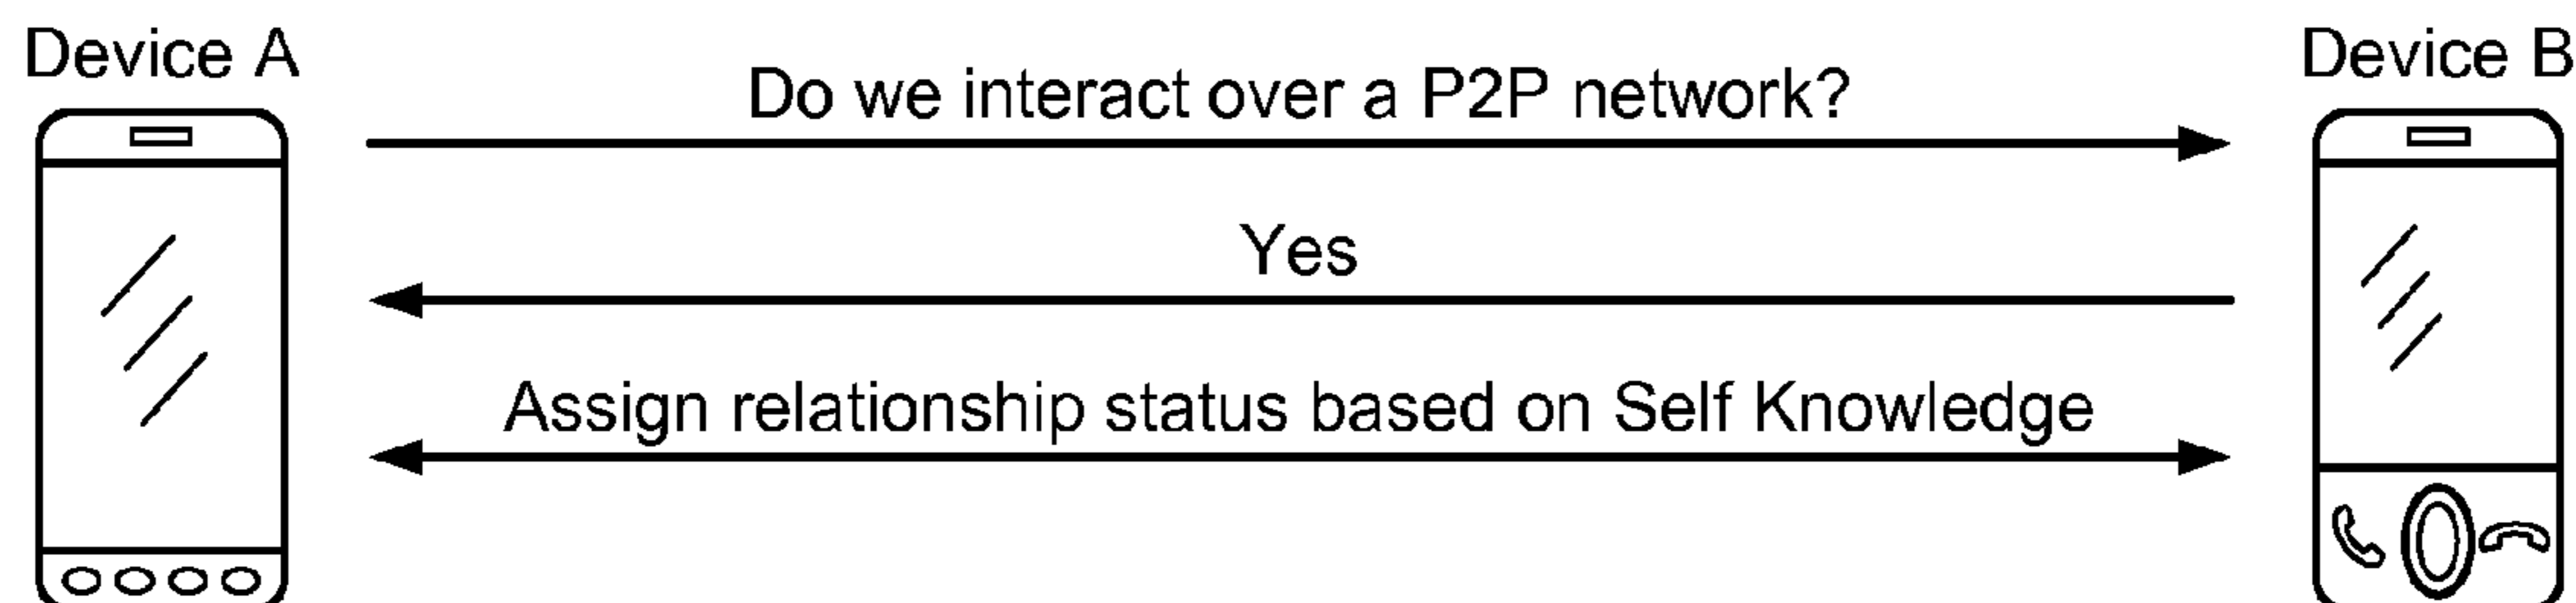 Device A
Device B
Do we interact over a P2P network?
Yes
Assign relationship status based on Self Knowledge